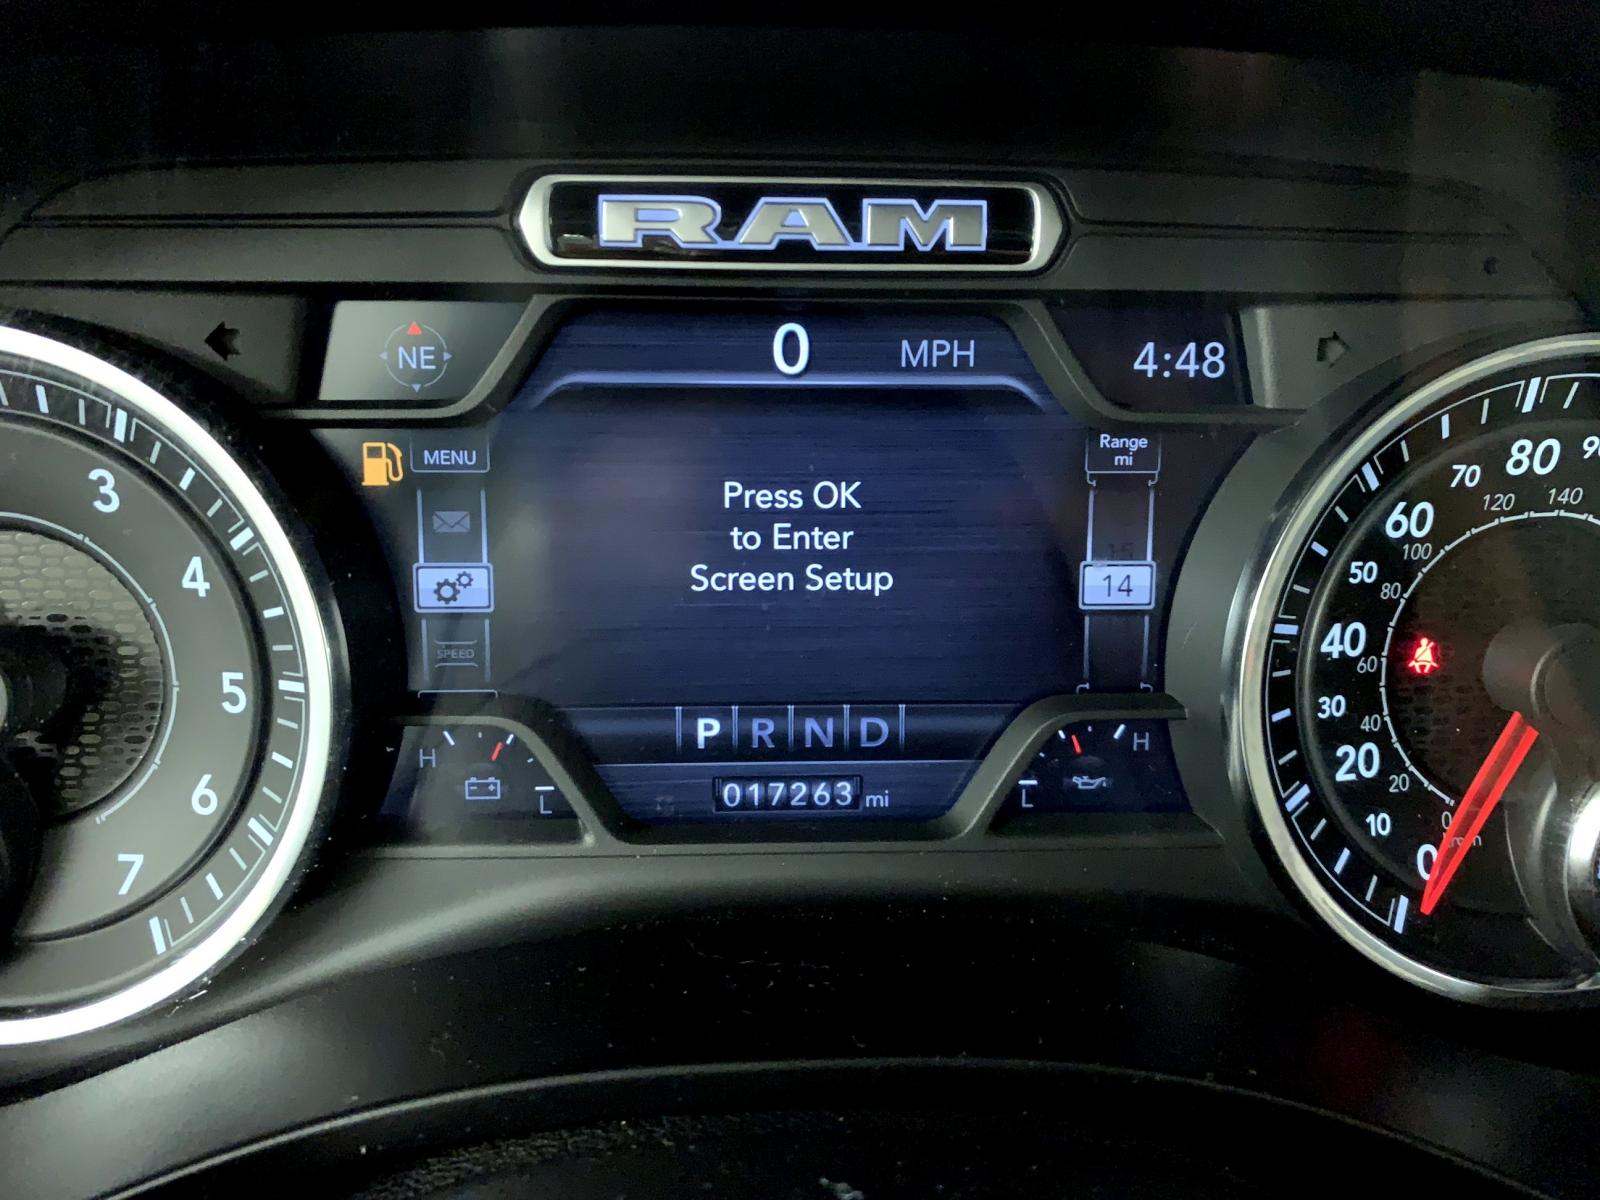 RAM
NE
0 MPH
4:48
MENU
Range
mi
Press OK
to Enter
Screen Setup
14
SPEED
P R N D
H
L
H
L
017263 mi
3
4
5
6
7
0
10
20
30
40
50
60
70
80
0
20
40
60
80
100
120
140